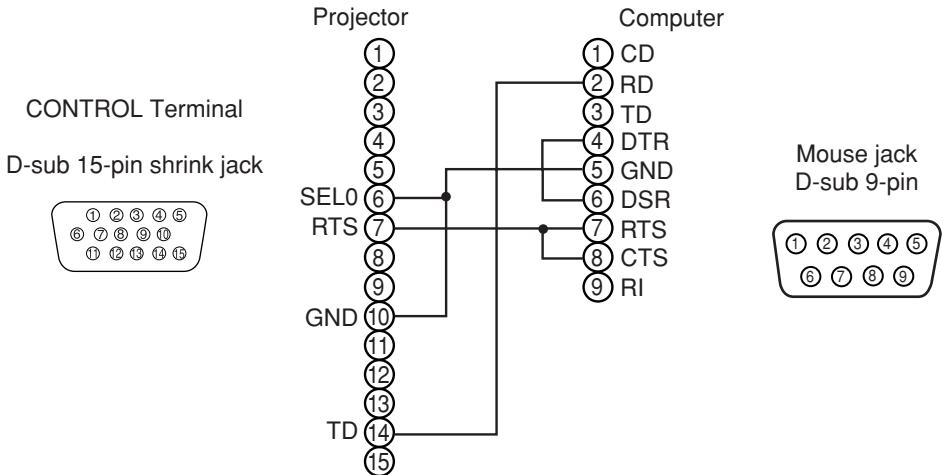 Projector
Computer
CONTROL Terminal
D-sub 15-pin shrink jack
① ② ③ ④ ⑤
⑥ ⑦ ⑧ ⑨ ⑩
⑪ ⑫ ⑬ ⑭ ⑮
①
②
③
④
⑤
SEL0 ⑥
RTS ⑦
⑧
⑨
GND ⑩
⑪
⑫
⑬
TD ⑭
⑮
① CD
② RD
③ TD
④ DTR
⑤ GND
⑥ DSR
⑦ RTS
⑧ CTS
⑨ RI
Mouse jack
D-sub 9-pin
① ② ③ ④ ⑤
⑥ ⑦ ⑧ ⑨